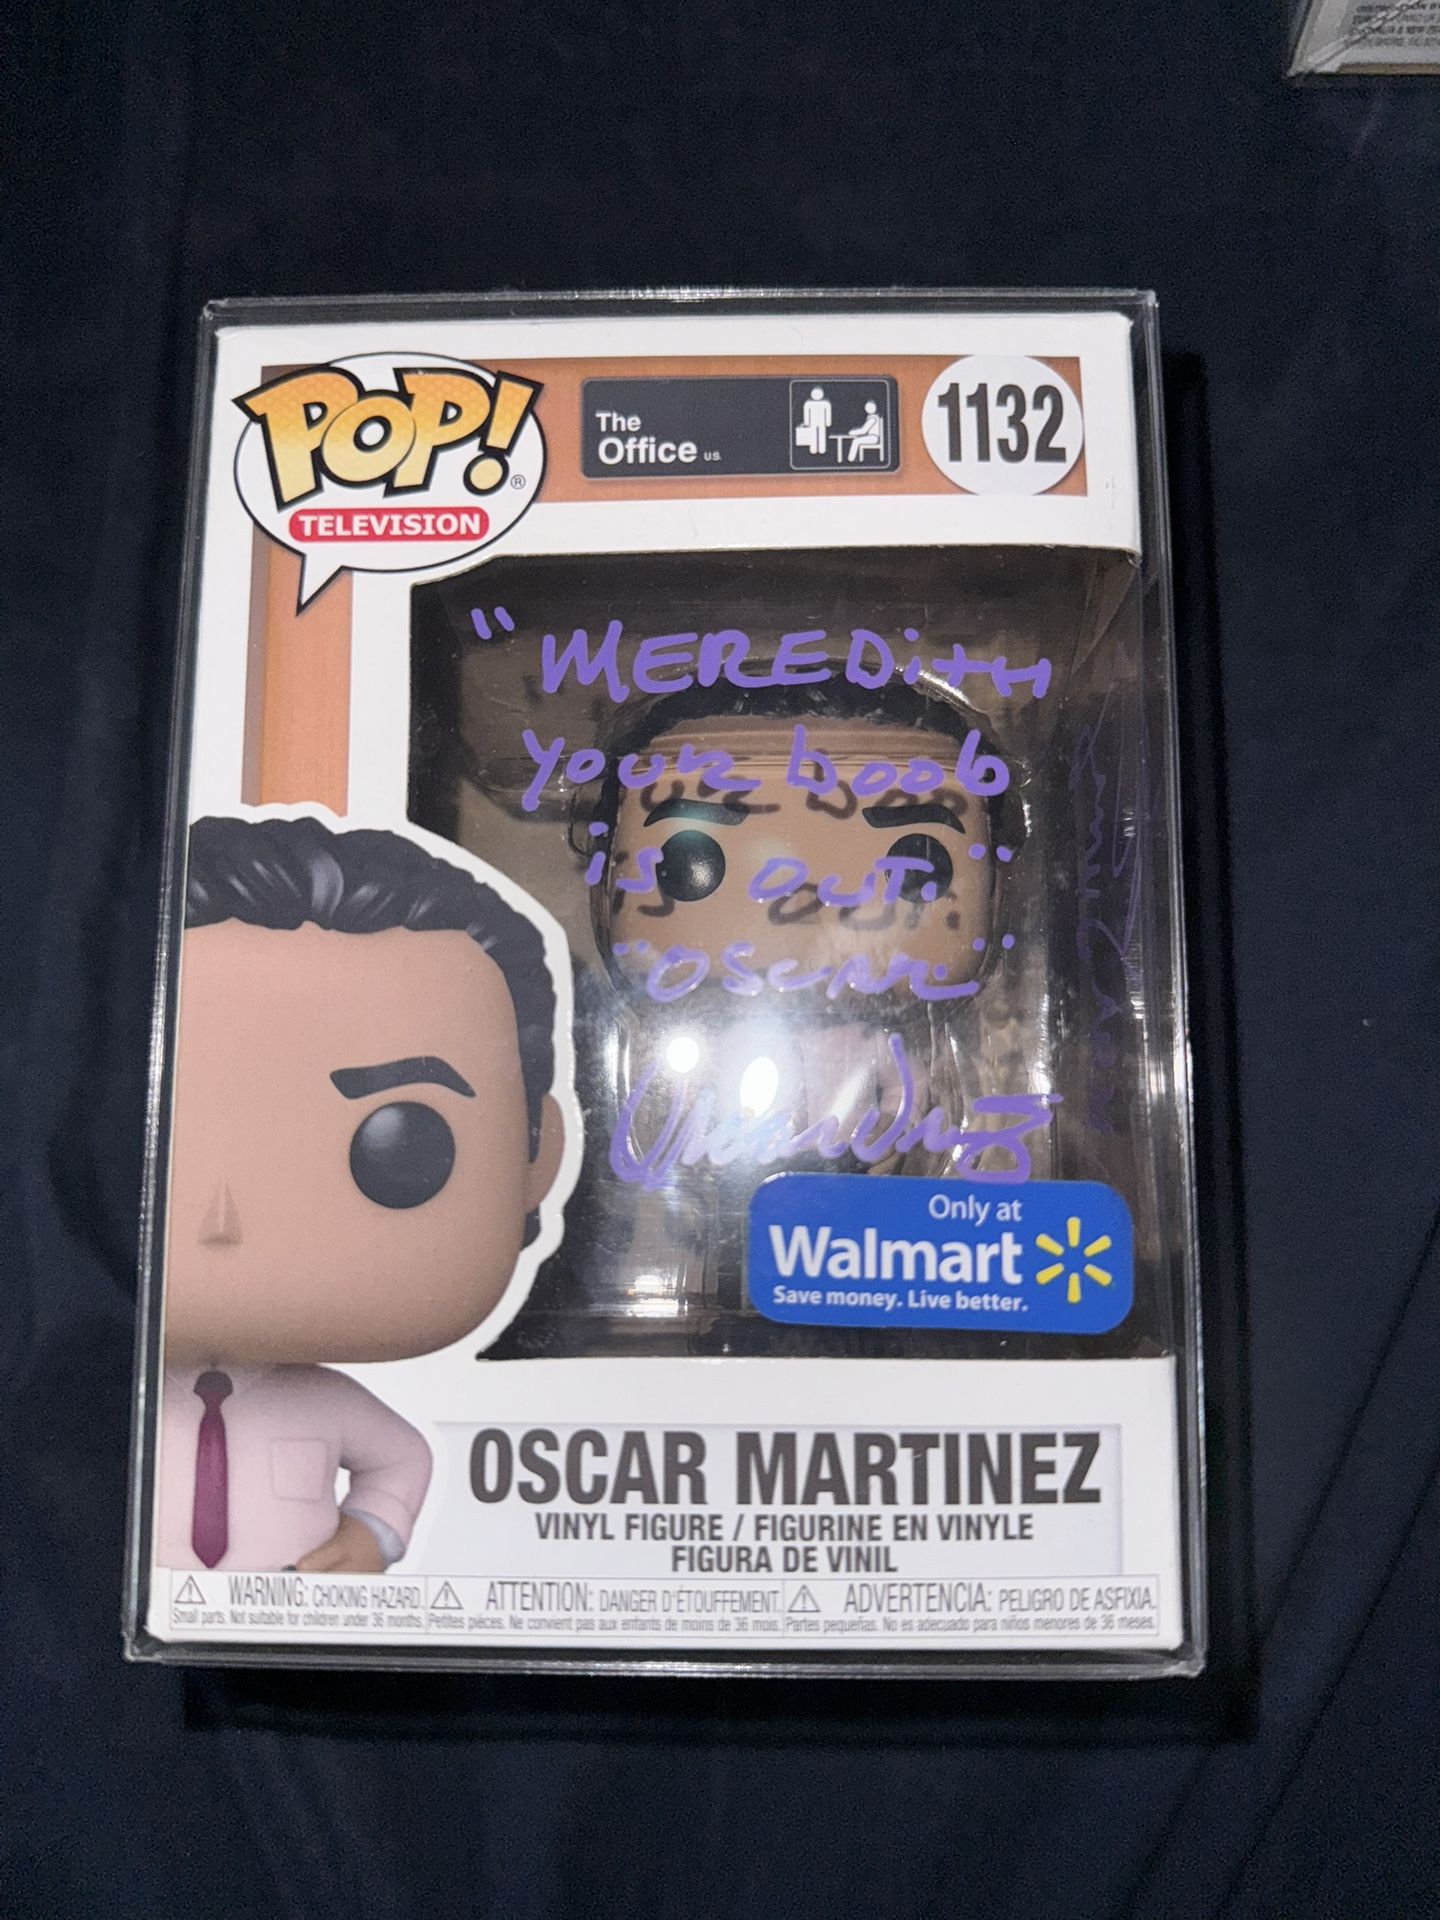 POP!®
TELEVISION
The
Office U.S.
1132
"MEREDiTH
your boob
is out."
"OSCAR"
Only at
Walmart
Save money. Live better.
OSCAR MARTINEZ
VINYL FIGURE / FIGURINE EN VINYLE
FIGURA DE VINIL
WARNING: CHOKING HAZARD.
Small parts. Not suitable for children under 36 months.
ATTENTION: DANGER D'ÉTOUFFEMENT.
Petites pièces. Ne convient pas aux enfants de moins de 36 mois.
ADVERTENCIA: PELIGRO DE ASFIXIA.
Partes pequeñas. No es adecuado para niños menores de 36 meses.